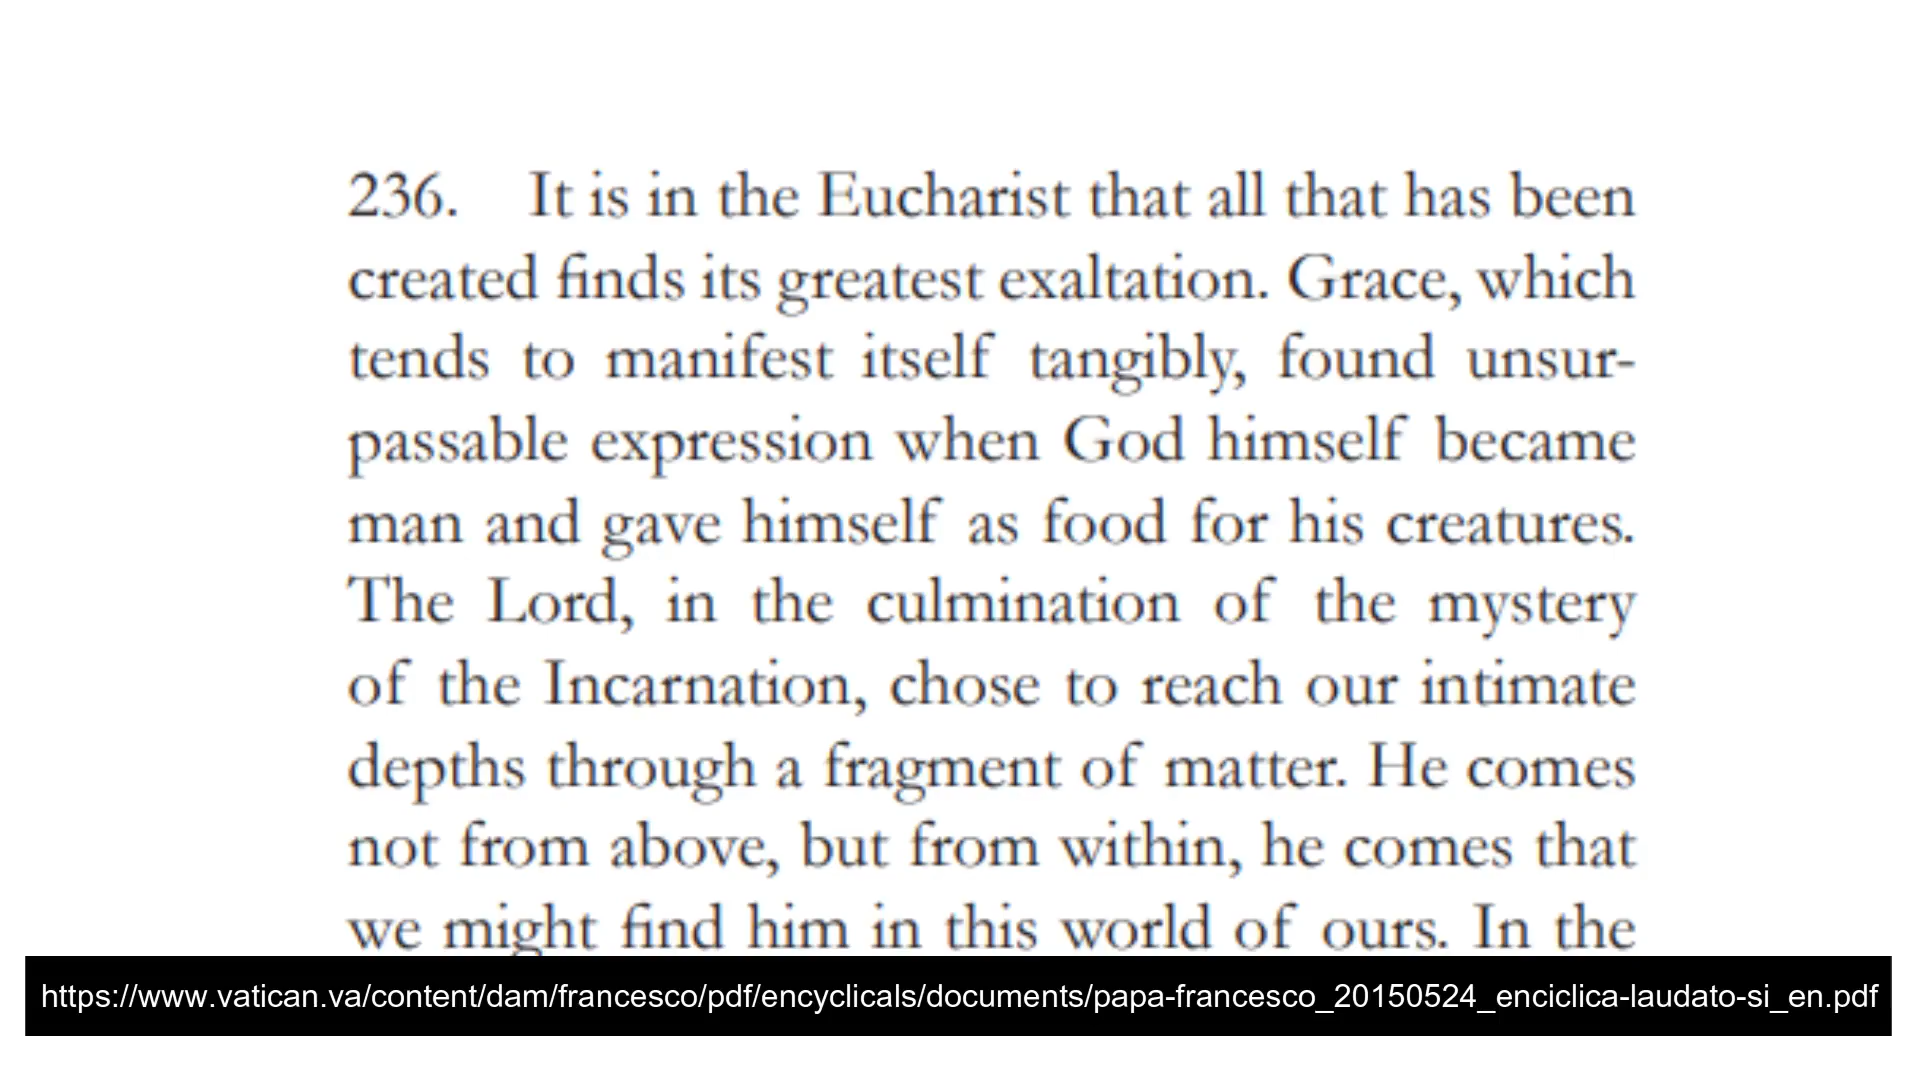 236. It is in the Eucharist that all that has been
created finds its greatest exaltation. Grace, which
tends to manifest itself tangibly, found unsur-
passable expression when God himself became
man and gave himself as food for his creatures.
The Lord, in the culmination of the mystery
of the Incarnation, chose to reach our intimate
depths through a fragment of matter. He comes
not from above, but from within, he comes that
we might find him in this world of ours. In the
https://www.vatican.va/content/dam/francesco/pdf/encyclicals/documents/papa-francesco_20150524_enciclica-laudato-si_en.pdf